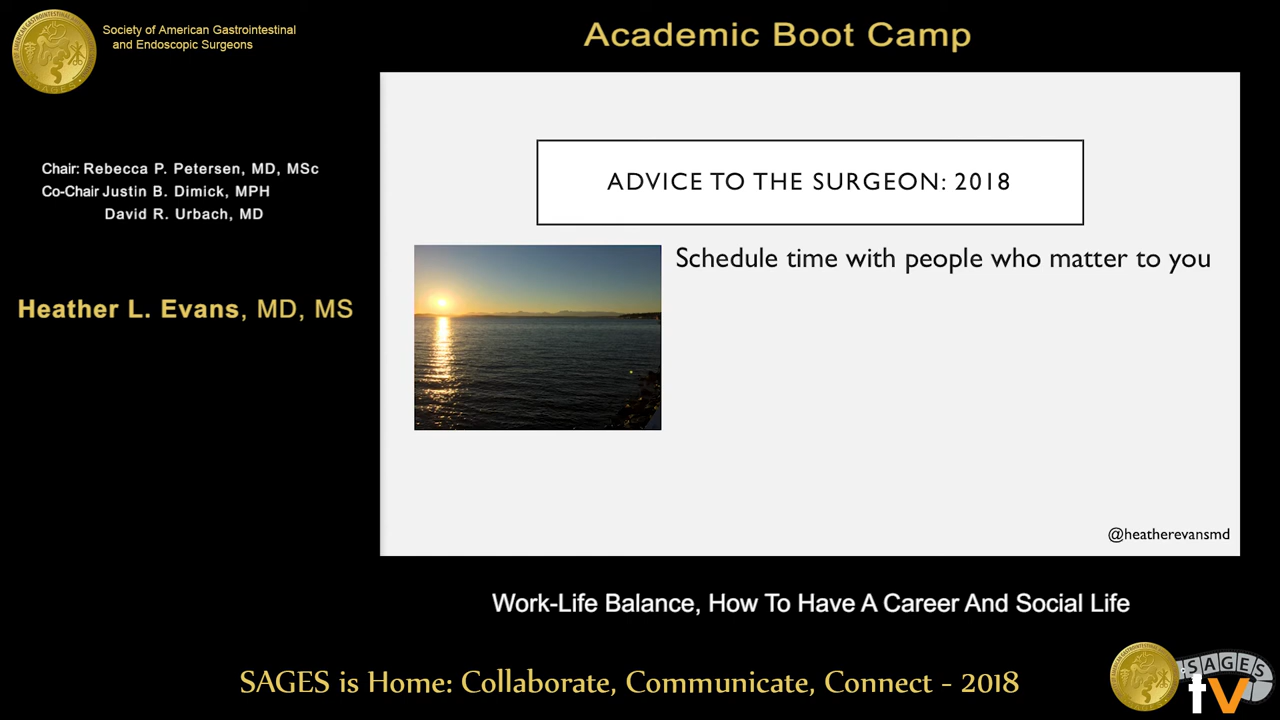 Society of American Gastrointestinal
and Endoscopic Surgeons
Academic Boot Camp
Chair: Rebecca P. Petersen, MD, MSc
Co-Chair Justin B. Dimick, MPH
David R. Urbach, MD
Heather L. Evans, MD, MS
ADVICE TO THE SURGEON: 2018
Schedule time with people who matter to you
@heatherevansmd
Work-Life Balance, How To Have A Career And Social Life
SAGES is Home: Collaborate, Communicate, Connect - 2018
SAGES
tv